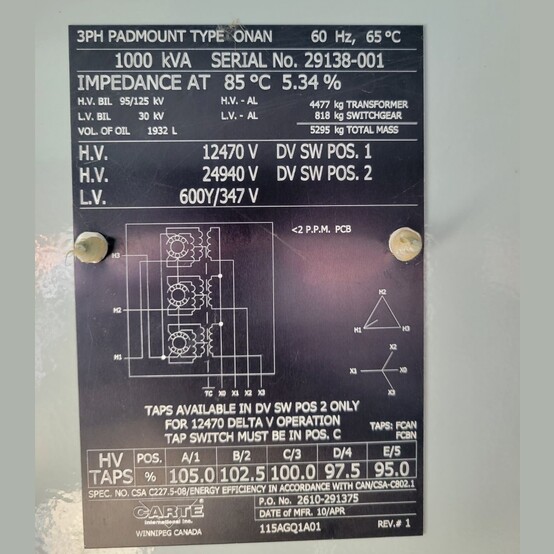 3PH PADMOUNT TYPE ONAN 60 Hz, 65°C
1000 kVA SERIAL No. 29138-001
IMPEDANCE AT 85°C 5.34%
H.V. BIL 95/125 kV H.V. - AL 4477 kg TRANSFORMER
L.V. BIL 30 kV L.V. - AL 818 kg SWITCHGEAR
VOL. OF OIL 1932 L 5295 kg TOTAL MASS
H.V. 12470 V DV SW POS. 1
H.V. 24940 V DV SW POS. 2
L.V. 600Y/347 V
<2 P.P.M. PCB
H3
H2
H1
TG X0 X1 X2 X3
H2
H1 H3
X2
X1 X0
X3
TAPS AVAILABLE IN DV SW POS 2 ONLY
FOR 12470 DELTA V OPERATION
TAP SWITCH MUST BE IN POS. C
TAPS: FCAN
FCBN
HV TAPS POS. A/1 B/2 C/3 D/4 E/5
% 105.0 102.5 100.0 97.5 95.0
SPEC. NO. CSA C227.5-08/ENERGY EFFICIENCY IN ACCORDANCE WITH CAN/CSA-C802.1
CARTE
International Inc.
WINNIPEG CANADA
P.O. No. 2610-291375
DATE OF MFR. 10/APR
115AGQ1A01 REV.# 1